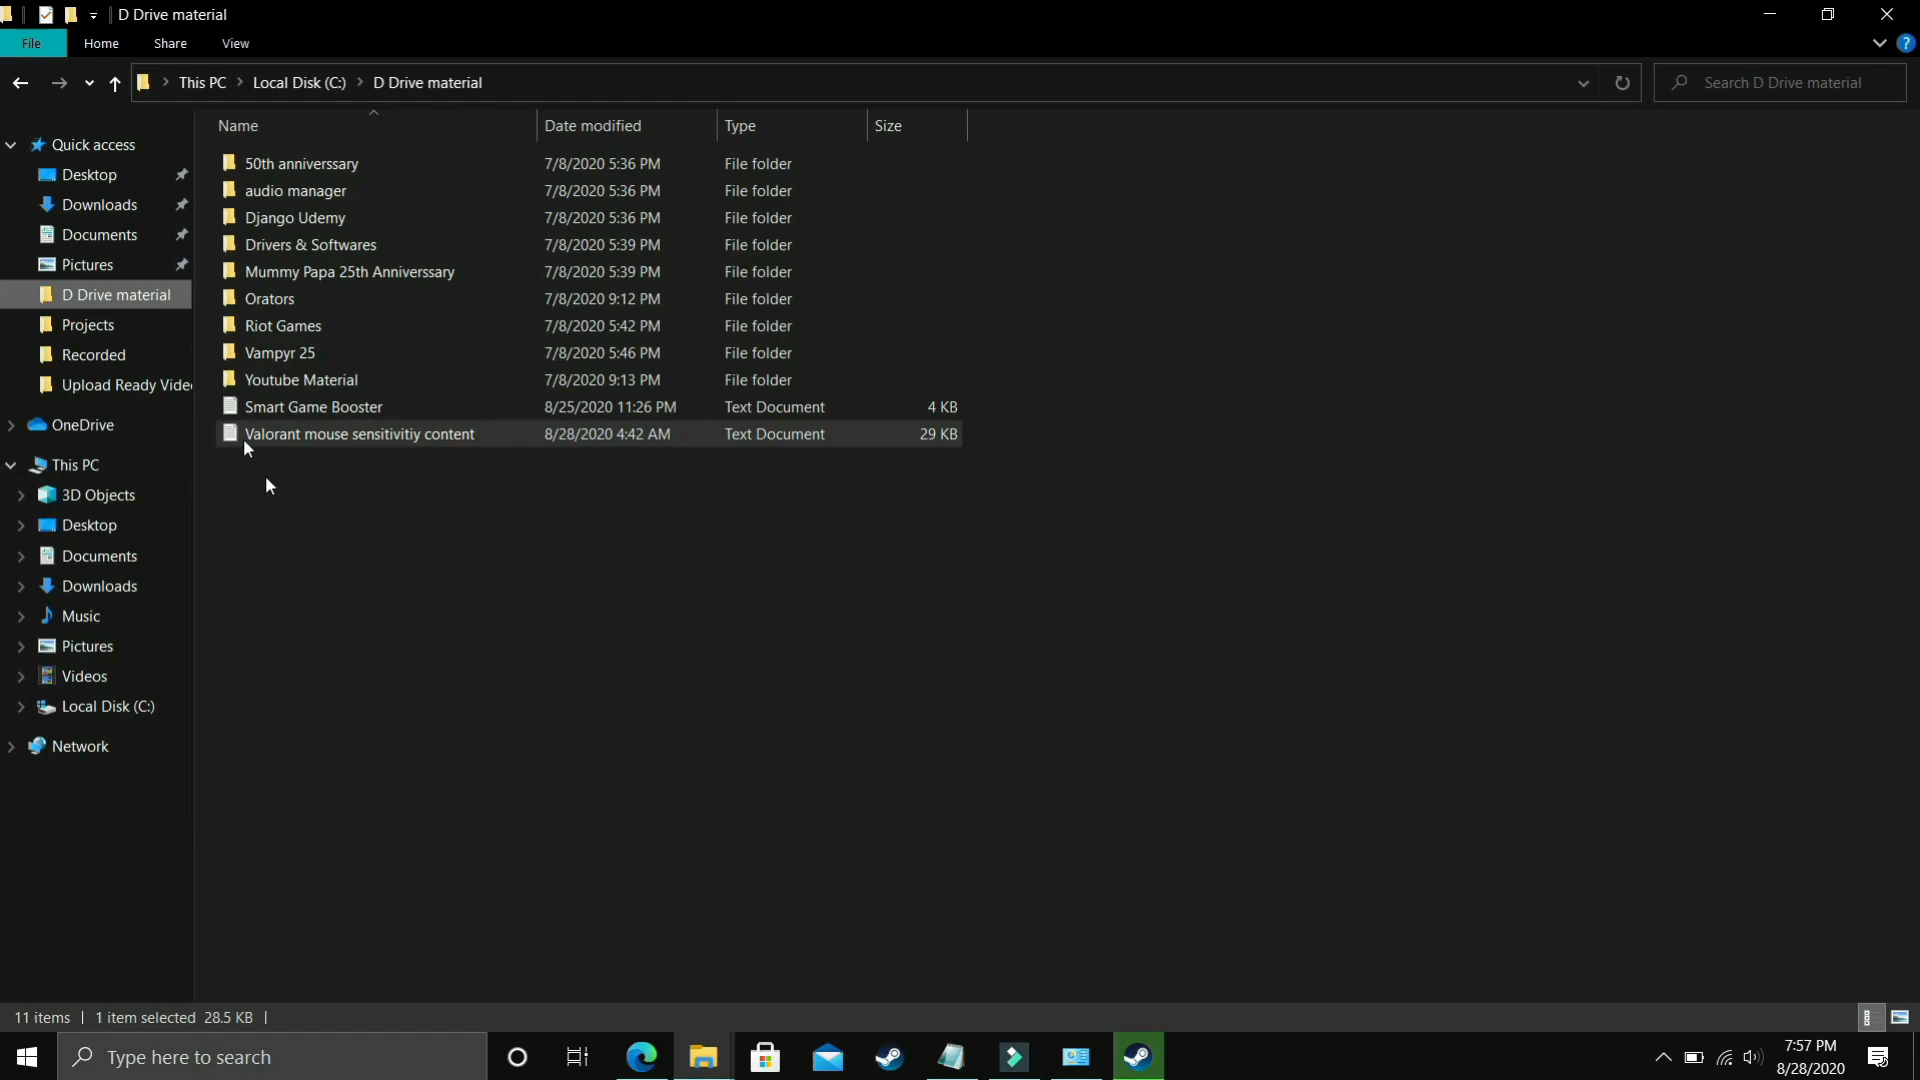 D Drive material
File Home Share View
This PC Local Disk (C:) D Drive material Search D Drive material
Name Date modified Type Size
Quick access
Desktop
Downloads
Documents
Pictures
D Drive material
Projects
Recorded
Upload Ready Vide
OneDrive
This PC
3D Objects
Desktop
Documents
Downloads
Music
Pictures
Videos
Local Disk (C:)
Network
50th anniverssary 7/8/2020 5:36 PM File folder
audio manager 7/8/2020 5:36 PM File folder
Django Udemy 7/8/2020 5:36 PM File folder
Drivers & Softwares 7/8/2020 5:39 PM File folder
Mummy Papa 25th Anniverssary 7/8/2020 5:39 PM File folder
Orators 7/8/2020 9:12 PM File folder
Riot Games 7/8/2020 5:42 PM File folder
Vampyr 25 7/8/2020 5:46 PM File folder
Youtube Material 7/8/2020 9:13 PM File folder
Smart Game Booster 8/25/2020 11:26 PM Text Document 4 KB
Valorant mouse sensitivitiy content 8/28/2020 4:42 AM Text Document 29 KB
11 items 1 item selected 28.5 KB
Type here to search
7:57 PM
8/28/2020